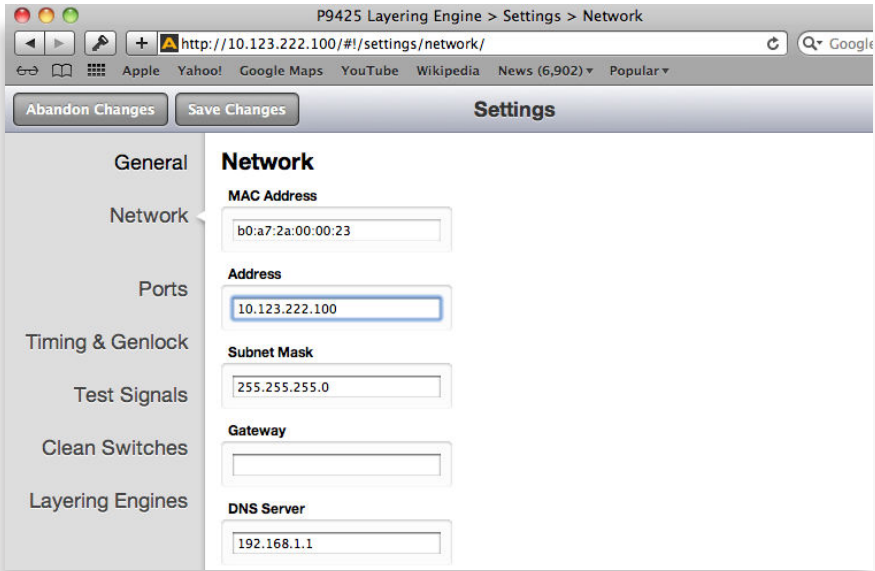 P9425 Layering Engine > Settings > Network
http://10.123.222.100/#!/settings/network/
Google
Apple Yahoo! Google Maps YouTube Wikipedia News (6,902) Popular
Abandon Changes Save Changes Settings
General
Network
Ports
Timing & Genlock
Test Signals
Clean Switches
Layering Engines
Network
MAC Address
b0:a7:2a:00:00:23
Address
10.123.222.100
Subnet Mask
255.255.255.0
Gateway
DNS Server
192.168.1.1